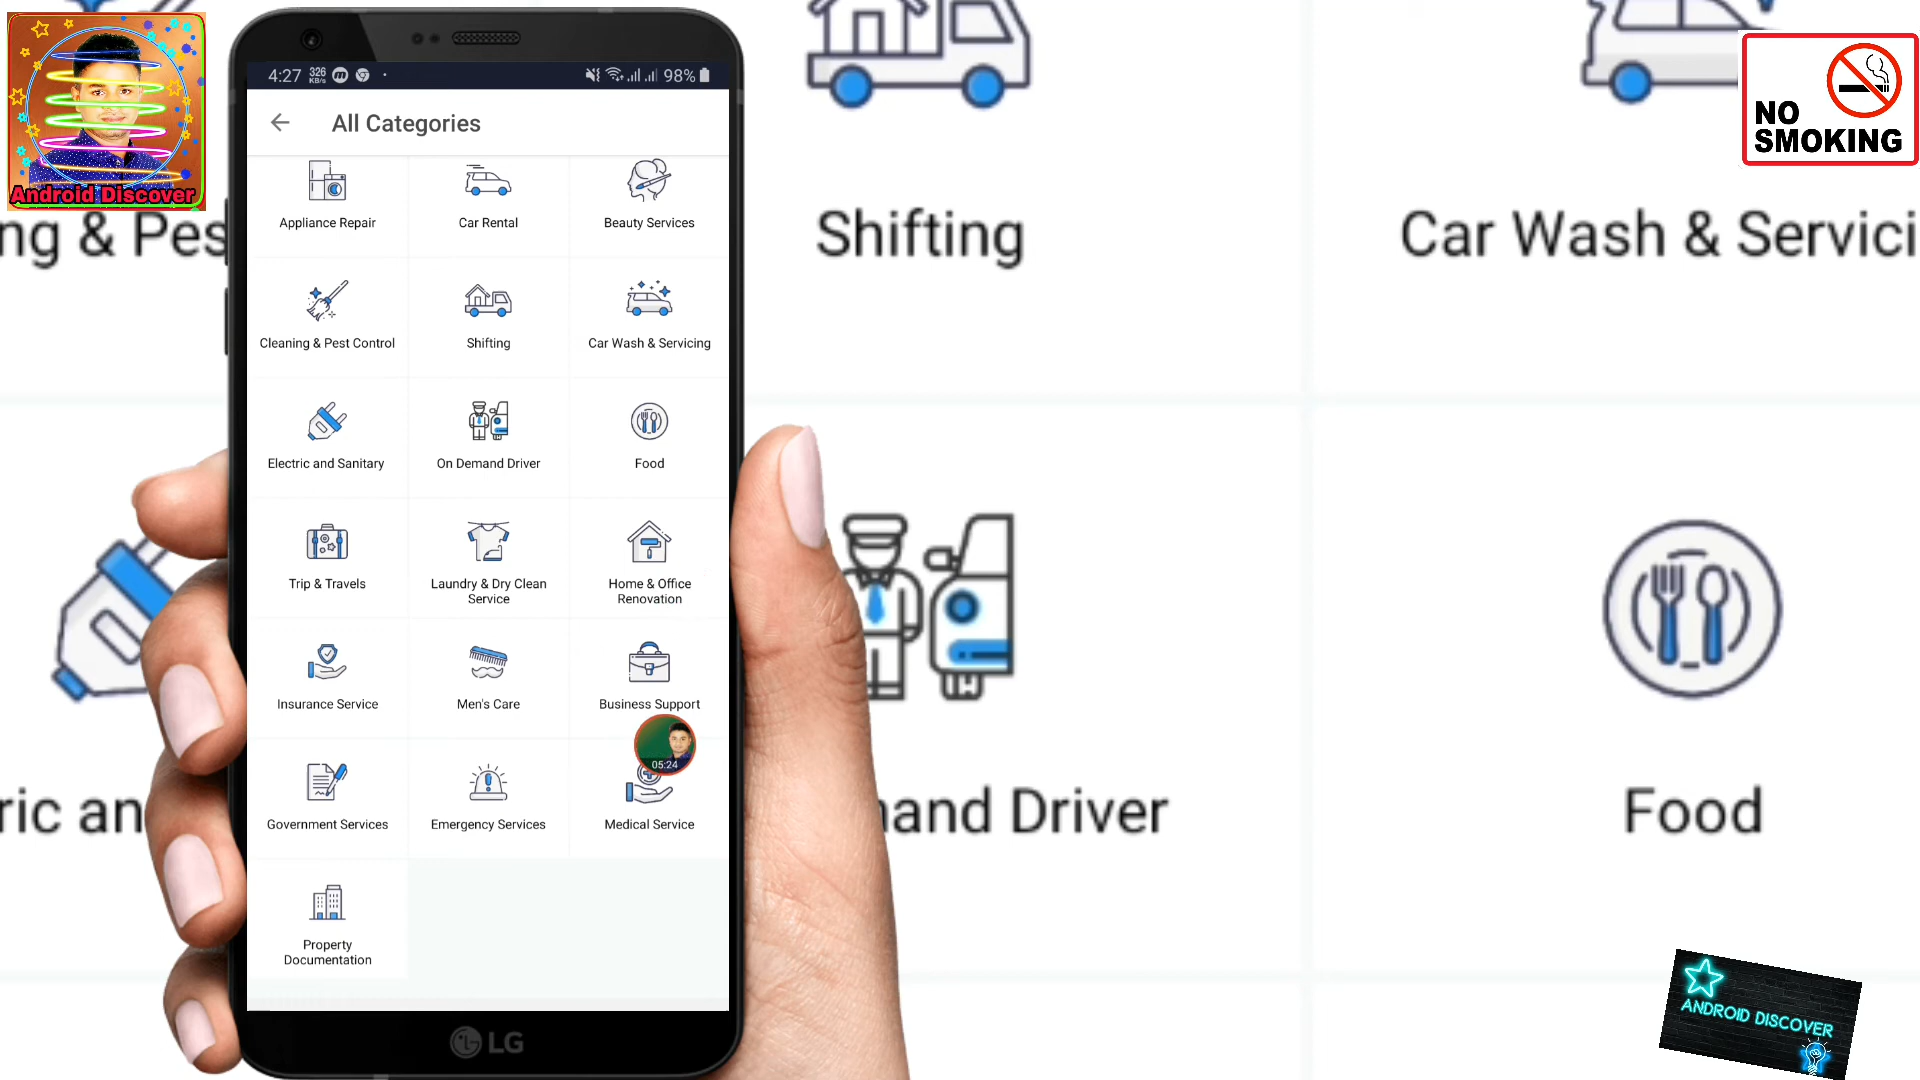 Android Discover
4:27
326
KB/s
98%
All Categories
Appliance Repair
Car Rental
Beauty Services
Cleaning & Pest Control
Shifting
Car Wash & Servicing
Electric and Sanitary
On Demand Driver
Food
Trip & Travels
Laundry & Dry Clean
Service
Home & Office
Renovation
Insurance Service
Men's Care
Business Support
05:24
Government Services
Emergency Services
Medical Service
Property
Documentation
LG
ng & Pes
Shifting
Car Wash & Servici
ric an
and Driver
Food
NO
SMOKING
ANDROID DISCOVER